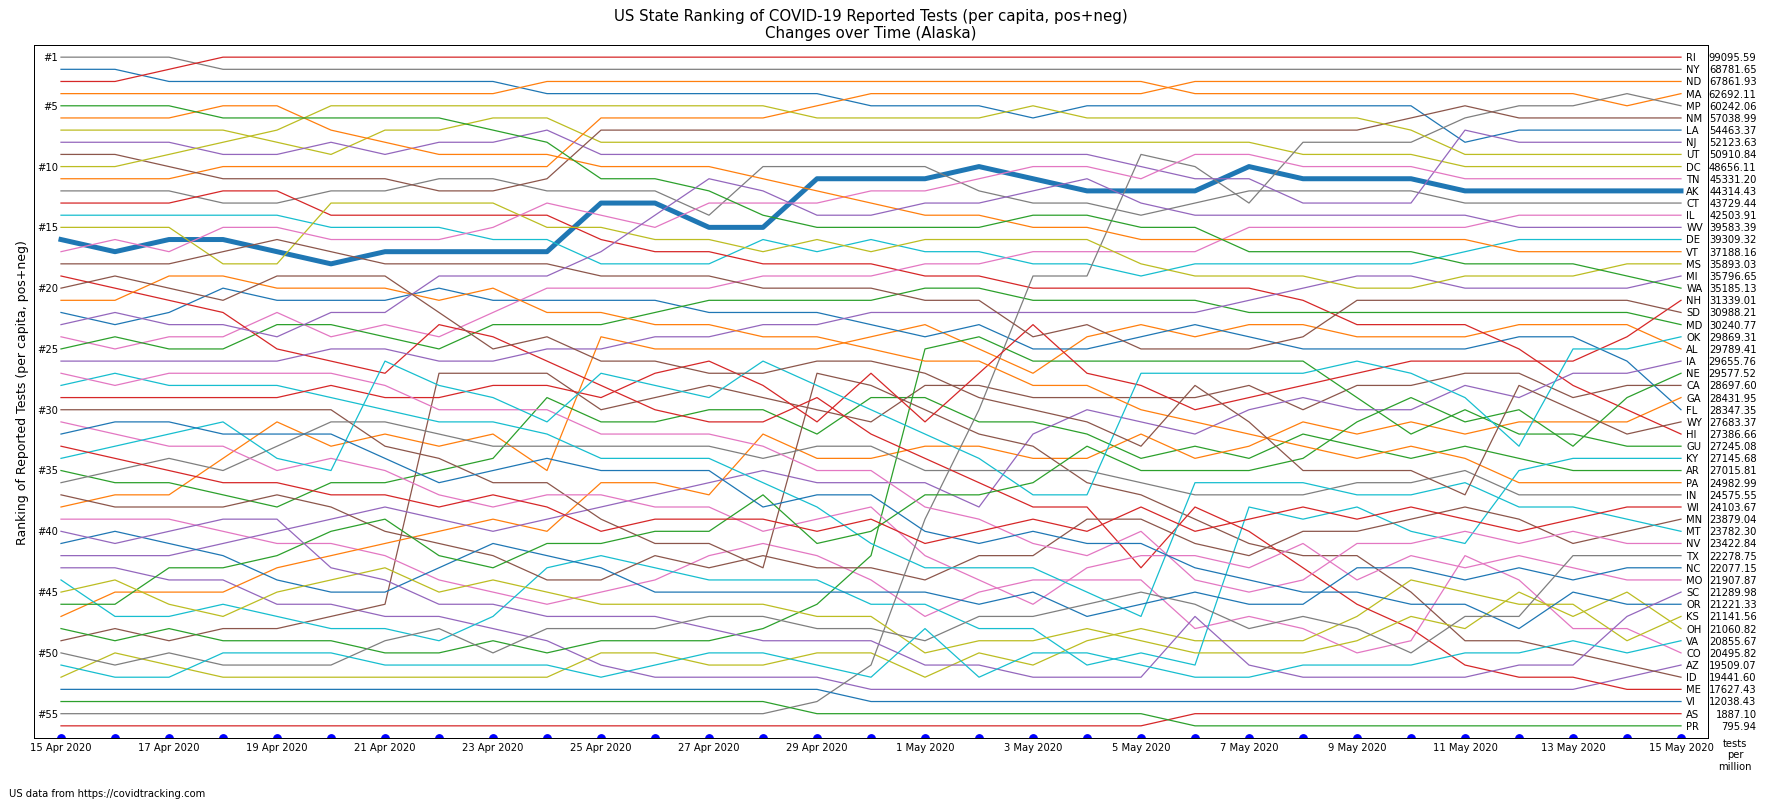 US State Ranking of COVID-19 Reported Tests (per capita, pos+neg)
Changes over Time (Alaska)
Ranking of Reported Tests (per capita, pos+neg)
#1
#5
#10
#15
#20
#25
#30
#35
#40
#45
#50
#55
RI 99095.59
NY 68781.65
ND 67861.93
MA 62692.11
MP 60242.06
NM 57038.99
LA 54463.37
NJ 52123.63
UT 50910.84
DC 48656.11
TN 45331.20
AK 44314.43
CT 43729.44
IL 42503.91
WV 39583.39
DE 39309.32
VT 37188.16
MS 35893.03
MI 35796.65
WA 35185.13
NH 31339.01
SD 30988.21
MD 30240.77
OK 29869.31
AL 29789.41
IA 29655.76
NE 29577.52
CA 28697.60
GA 28431.95
FL 28347.35
WY 27683.37
HI 27386.66
GU 27245.08
KY 27145.68
AR 27015.81
PA 24982.99
IN 24575.55
WI 24103.67
MN 23879.04
MT 23782.30
NV 23422.84
TX 22278.75
NC 22077.15
MO 21907.87
SC 21289.98
OR 21221.33
KS 21141.56
OH 21060.82
VA 20855.67
CO 20495.82
AZ 19509.07
ID 19441.60
ME 17627.43
VI 12038.43
AS 1887.10
PR 795.94
15 Apr 2020 17 Apr 2020 19 Apr 2020 21 Apr 2020 23 Apr 2020 25 Apr 2020 27 Apr 2020 29 Apr 2020 1 May 2020 3 May 2020 5 May 2020 7 May 2020 9 May 2020 11 May 2020 13 May 2020 15 May 2020
tests
per
million
US data from https://covidtracking.com